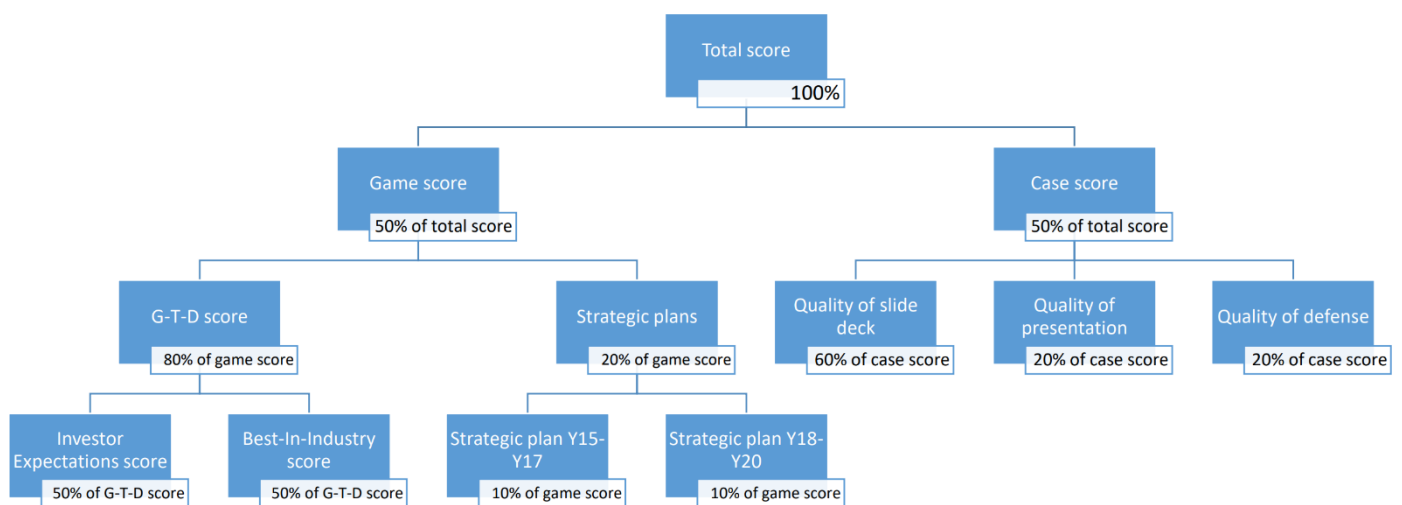 Total score
100%
Game score
50% of total score
Case score
50% of total score
G-T-D score
80% of game score
Strategic plans
20% of game score
Quality of slide
deck
60% of case score
Quality of
presentation
20% of case score
Quality of defense
20% of case score
Investor
Expectations score
50% of G-T-D score
Best-In-Industry
score
50% of G-T-D score
Strategic plan Y15-
Y17
10% of game score
Strategic plan Y18-
Y20
10% of game score